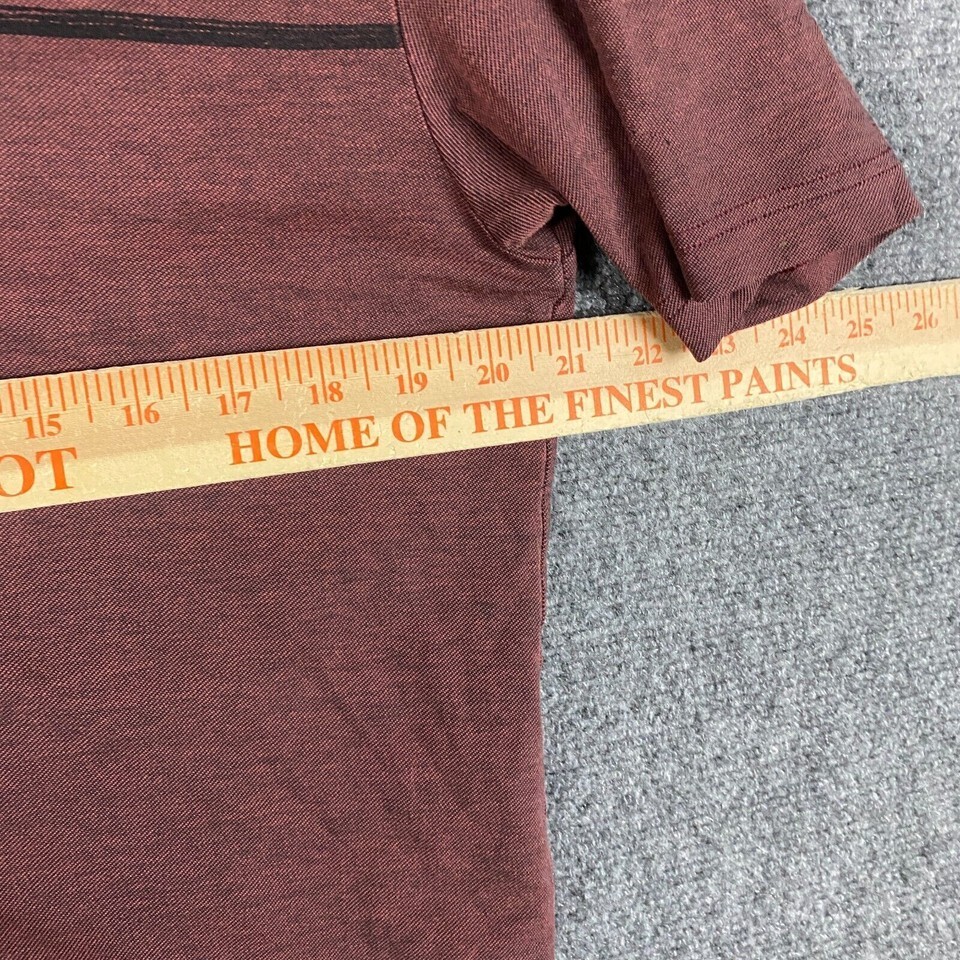 15 16 17 18 19 20 21 22 23 24 25 26
OT HOME OF THE FINEST PAINTS